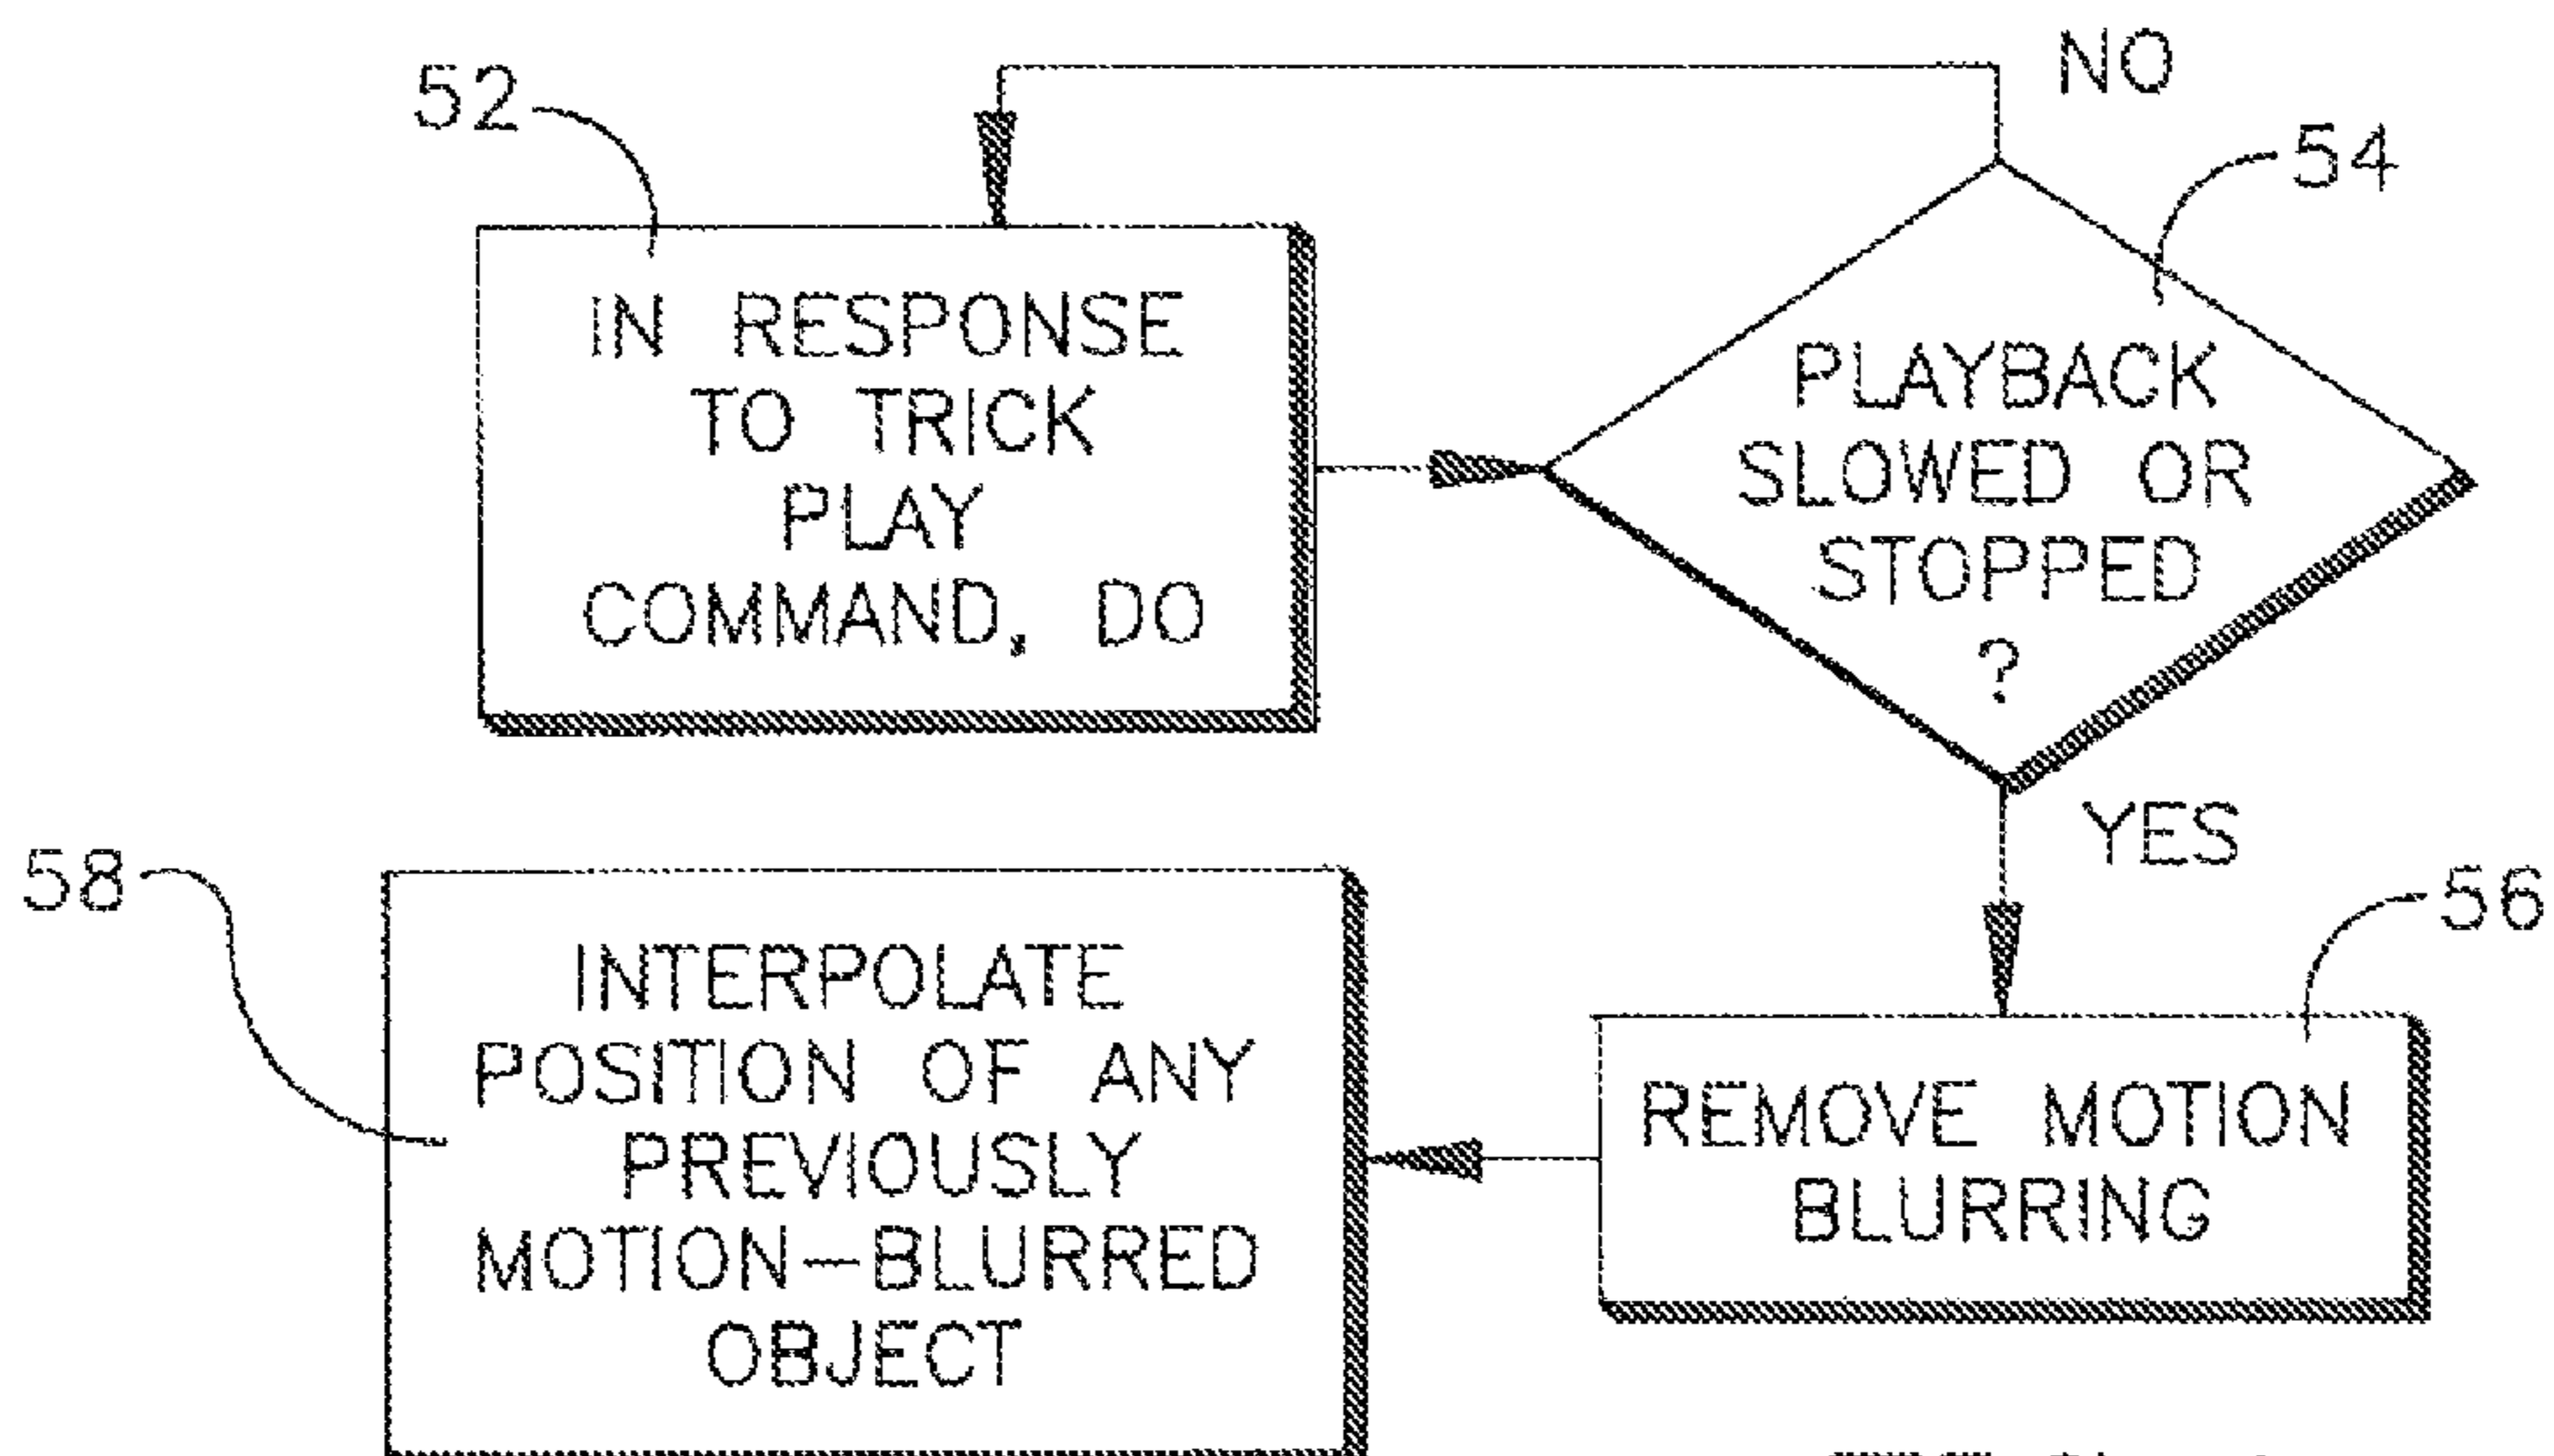 NO
52
54
IN RESPONSE
TO TRICK
PLAY
COMMAND, DO
PLAYBACK
SLOWED OR
STOPPED
?
YES
58
56
INTERPOLATE
POSITION OF ANY
PREVIOUSLY
MOTION-BLURRED
OBJECT
REMOVE MOTION
BLURRING